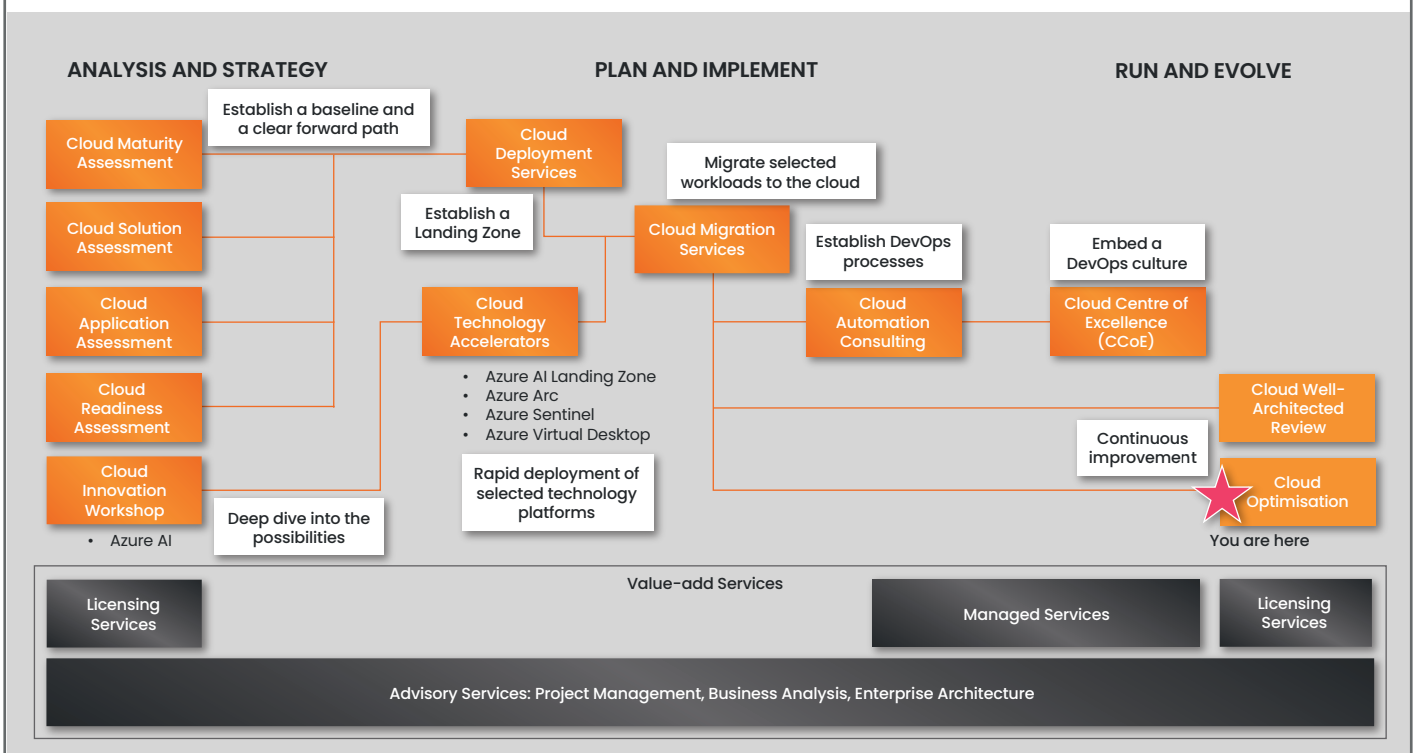 ANALYSIS AND STRATEGY
PLAN AND IMPLEMENT
RUN AND EVOLVE
Establish a baseline and
a clear forward path
Cloud Maturity
Assessment
Cloud Solution
Assessment
Cloud
Application
Assessment
Cloud
Readiness
Assessment
Cloud
Innovation
Workshop
• Azure AI
Deep dive into the
possibilities
Cloud
Deployment
Services
Establish a
Landing Zone
Cloud
Technology
Accelerators
• Azure AI Landing Zone
• Azure Arc
• Azure Sentinel
• Azure Virtual Desktop
Rapid deployment of
selected technology
platforms
Migrate selected
workloads to the cloud
Cloud Migration
Services
Establish DevOps
processes
Cloud
Automation
Consulting
Embed a
DevOps culture
Cloud Centre of
Excellence
(CCoE)
Cloud Well-
Architected
Review
Continuous
improvement
Cloud
Optimisation
You are here
Value-add Services
Licensing
Services
Managed Services
Licensing
Services
Advisory Services: Project Management, Business Analysis, Enterprise Architecture